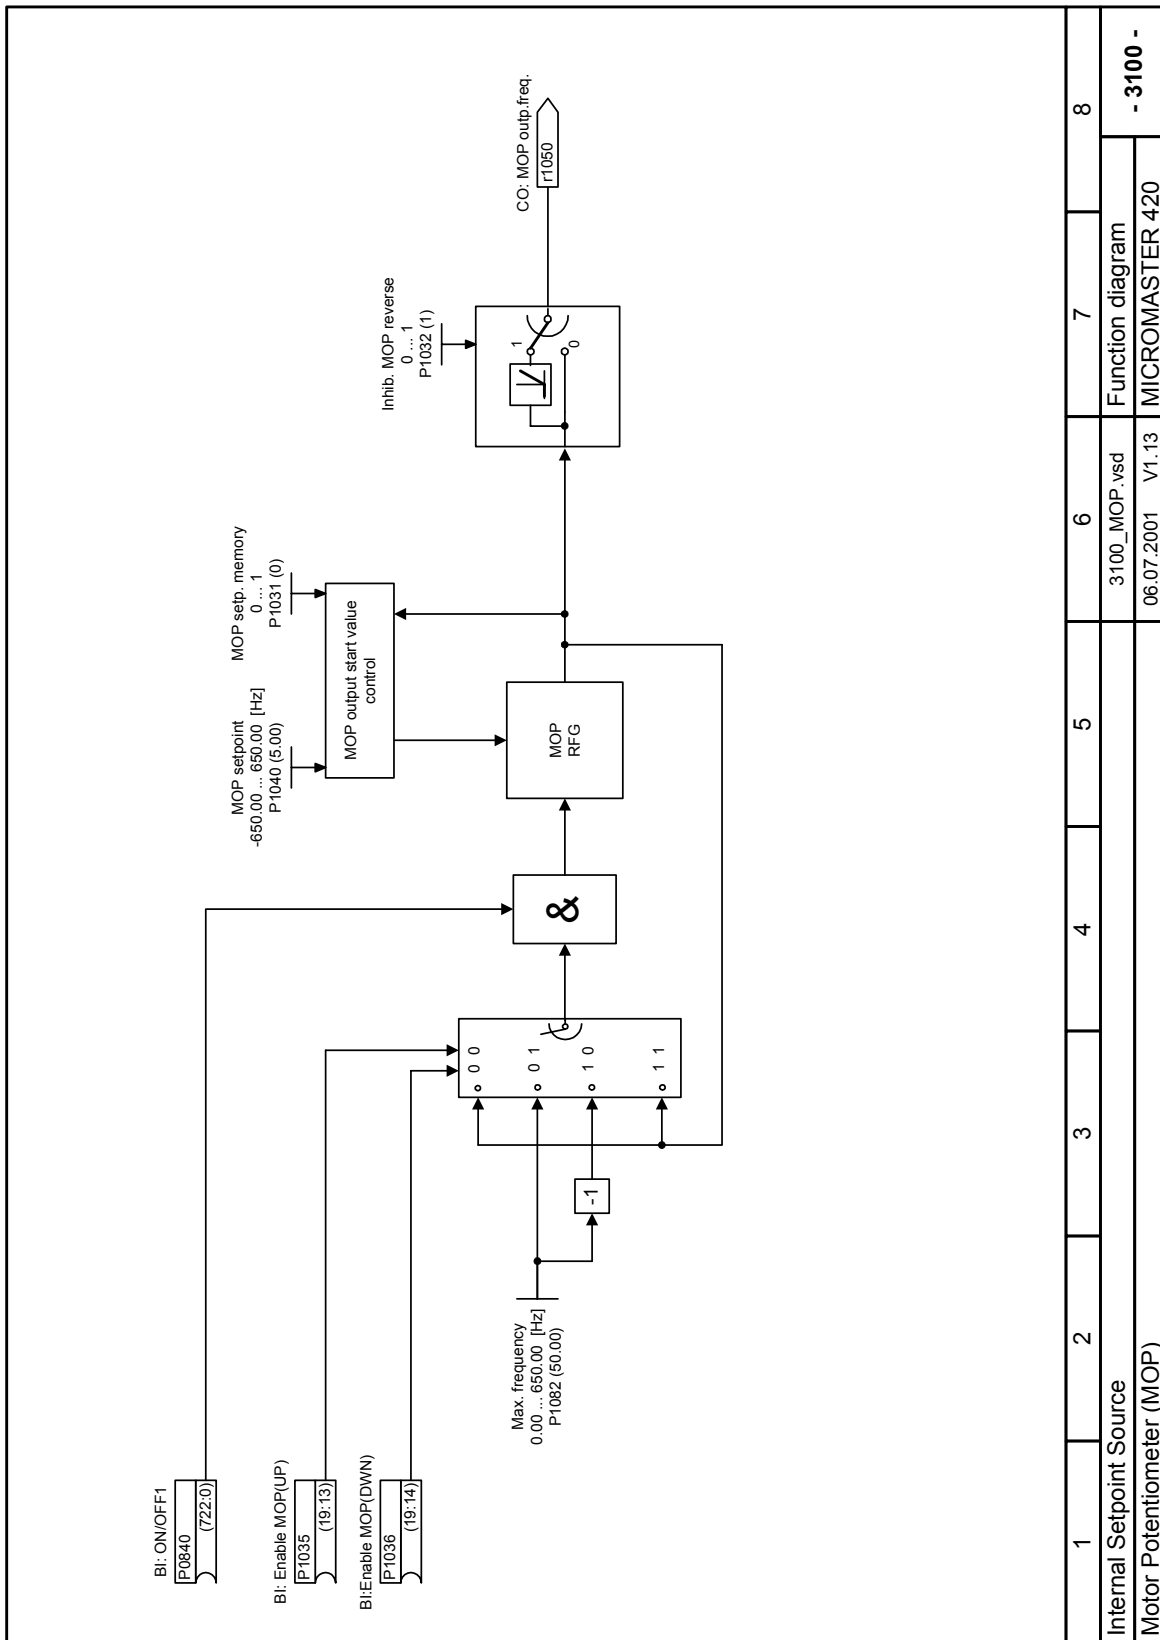 BI: ON/OFF1
P0840
(722:0)
BI: Enable MOP(UP)
P1035
(19:13)
BI:Enable MOP(DWN)
P1036
(19:14)
Max. frequency
0.00 ... 650.00 [Hz]
P1082 (50.00)
-1
0 0
0 1
1 0
1 1
&
MOP setpoint
-650.00 ... 650.00 [Hz]
P1040 (5.00)
MOP setp. memory
0 ... 1
P1031 (0)
MOP output start value
control
MOP
RFG
Inhib. MOP reverse
0 ... 1
P1032 (1)
1
0
CO: MOP outp.freq.
r1050
1 2 3 4 5 6 7 8
Internal Setpoint Source
3100_MOP.vsd
Function diagram
- 3100 -
Motor Potentiometer (MOP)
06.07.2001 V1.13
MICROMASTER 420